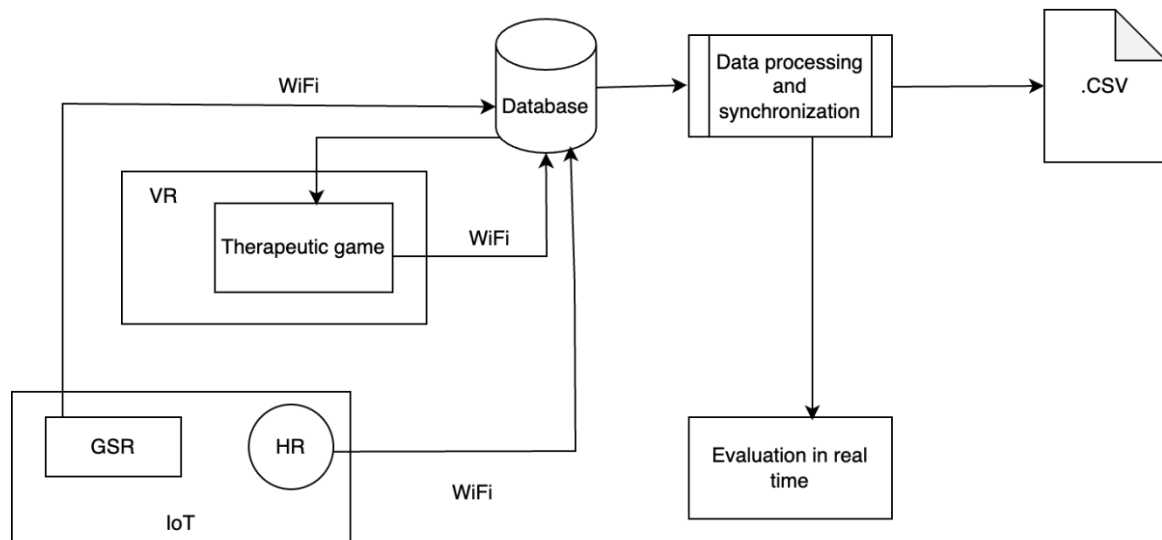 WiFi
Database
Data processing
and
synchronization
.CSV
VR
Therapeutic game
WiFi
GSR
HR
WiFi
IoT
Evaluation in real
time